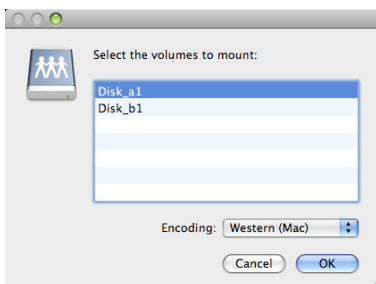 Select the volumes to mount:
Disk_a1
Disk_b1
Encoding: Western (Mac)
Cancel OK